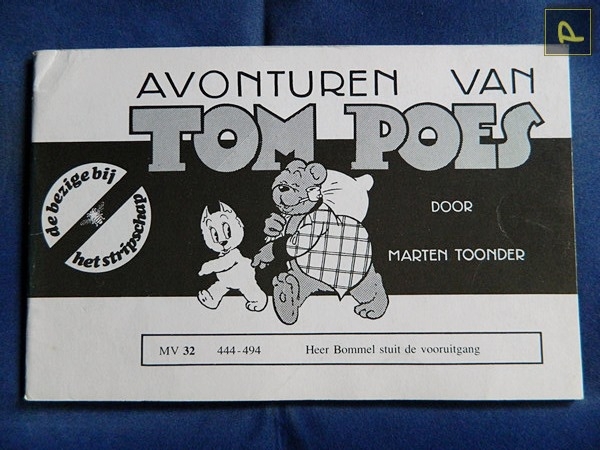 P
AVONTUREN VAN
TOM POES
de bezige bij
het stripschap
DOOR
MARTEN TOONDER
MV 32 444-494 Heer Bommel stuit de vooruitgang